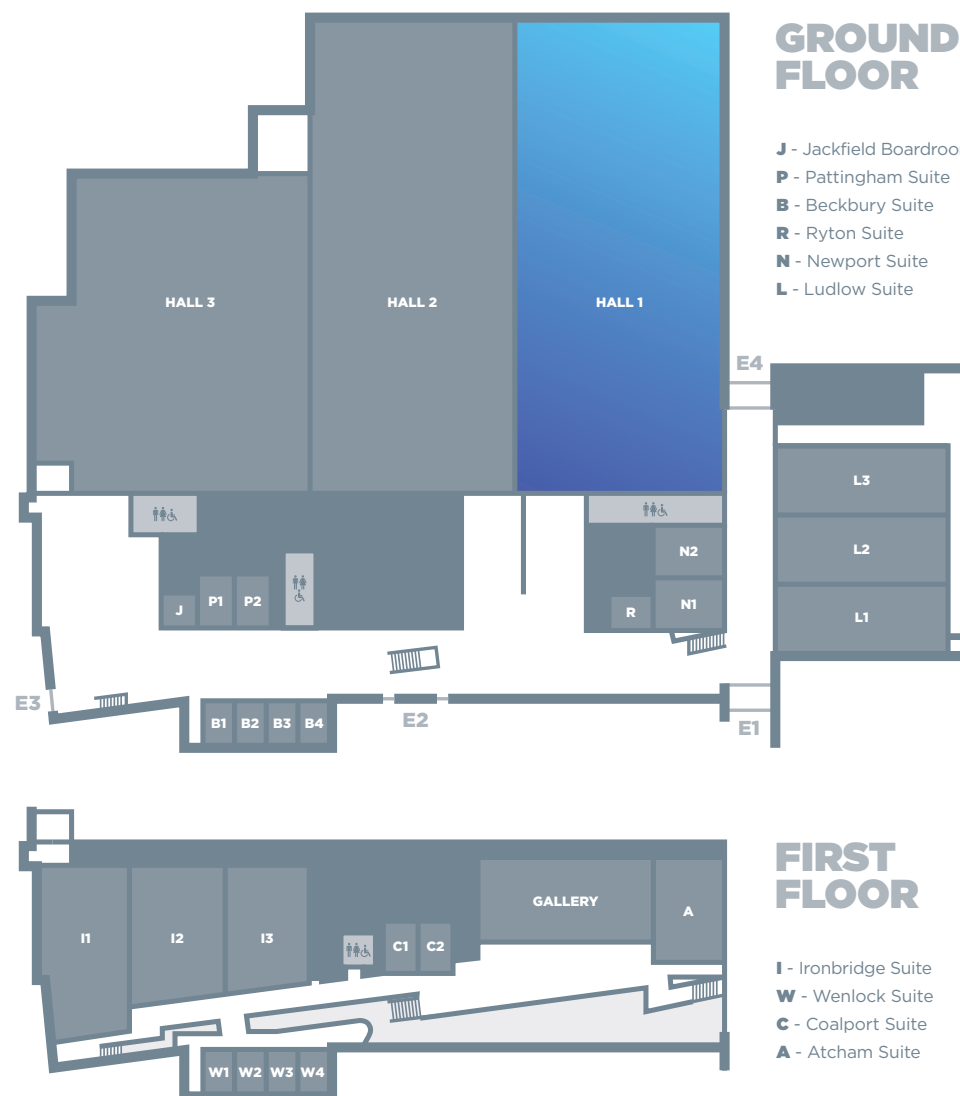 GROUND
FLOOR
J - Jackfield
P - Pattingham Suite
B - Beckbury Suite
R - Ryton Suite
N - Newport Suite
L - Ludlow Suite
HALL 3
HALL 2
HALL 1
E4
L3
L2
L1
N2
N1
R
J
P1
P2
E3
B1
B2
B3
B4
E2
E1
FIRST
FLOOR
I - Ironbridge Suite
W - Wenlock Suite
C - Coalport Suite
A - Atcham Suite
I1
I2
I3
C1
C2
GALLERY
A
W1
W2
W3
W4